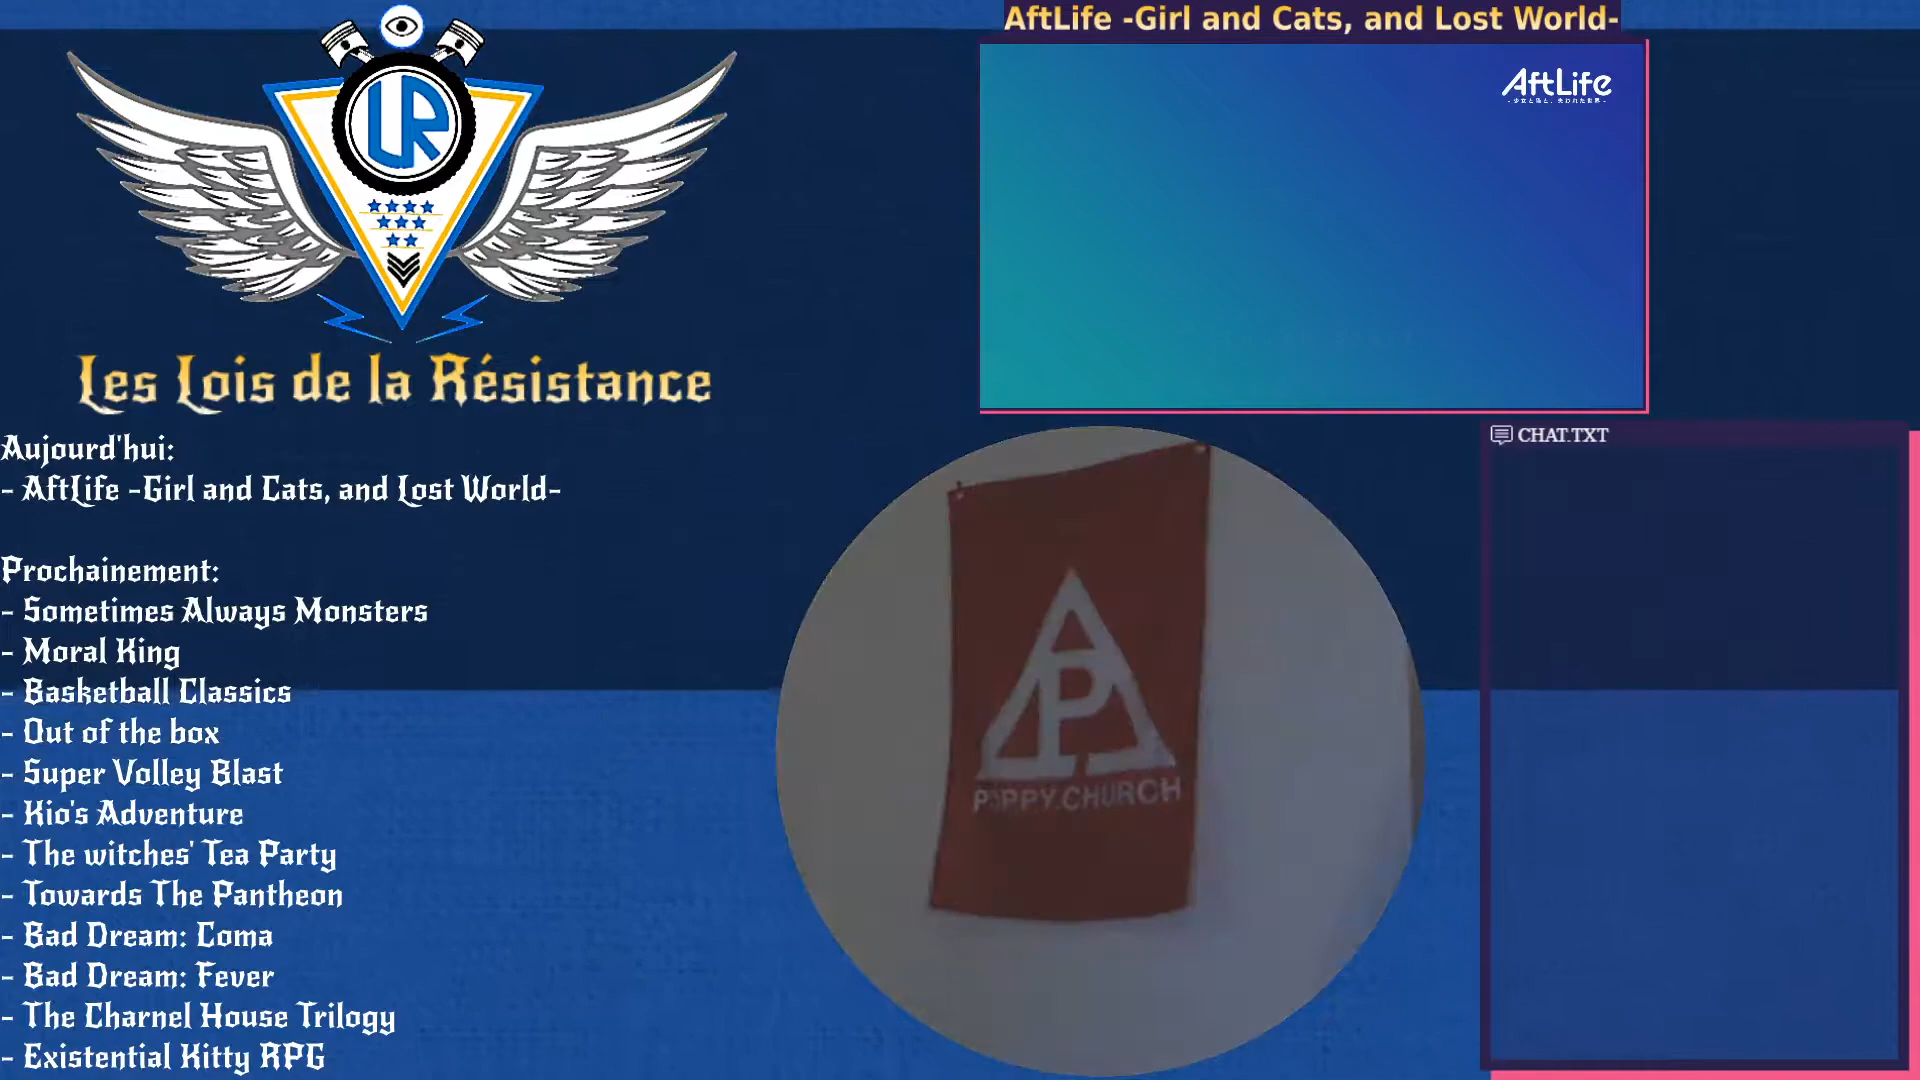 AftLife -Girl and Cats, and Lost World-
AftLife
LR
Les Lois de la Résistance
Aujourd'hui:
- AftLife -Girl and Cats, and Lost World-
Prochainement:
- Sometimes Always Monsters
- Moral King
- Basketball Classics
- Out of the box
- Super Volley Blast
- Kio's Adventure
- The witches' Tea Party
- Towards The Pantheon
- Bad Dream: Coma
- Bad Dream: Fever
- The Charnel House Trilogy
- Existential Kitty RPG
P
POPPY.CHURCH
CHAT.TXT